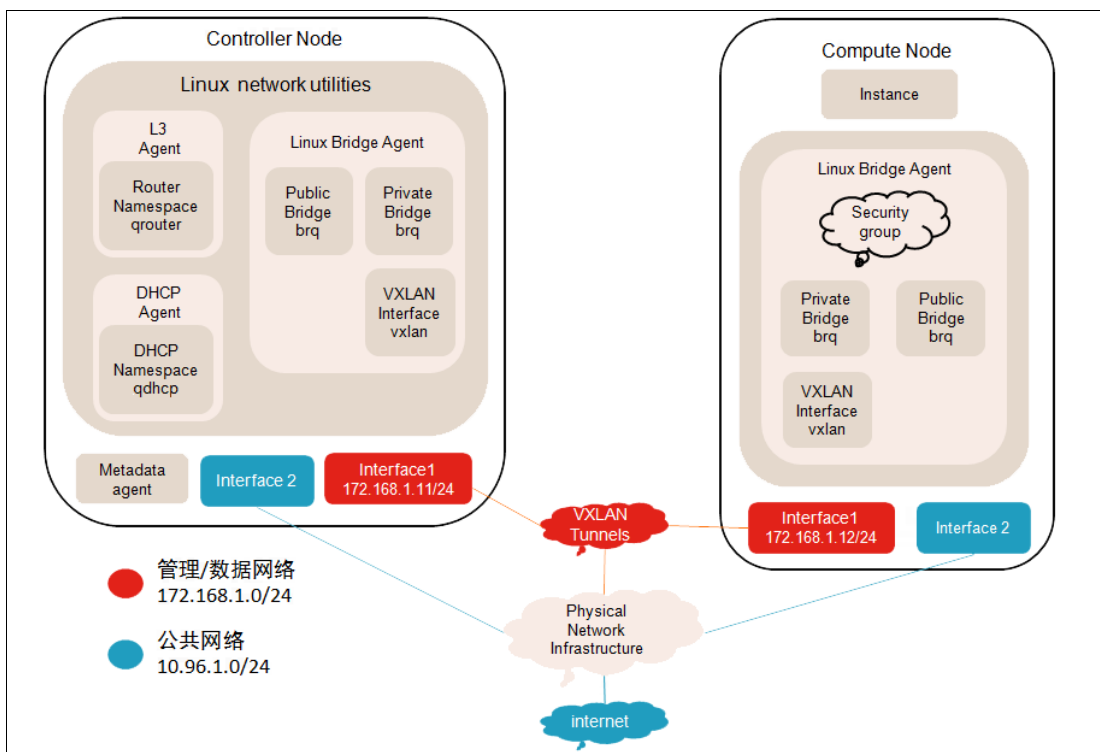 Controller Node
Linux network utilities
L3
Agent
Router
Namespace
qrouter
DHCP
Agent
DHCP
Namespace
qdhcp
Linux Bridge Agent
Public
Bridge
brq
Private
Bridge
brq
VXLAN
Interface
vxlan
Metadata
agent
Interface 2
Interface1
172.168.1.11/24
Compute Node
Instance
Linux Bridge Agent
Security
group
Private
Bridge
brq
Public
Bridge
brq
VXLAN
Interface
vxlan
Interface1
172.168.1.12/24
Interface 2
VXLAN
Tunnels
Physical
Network
Infrastructure
internet
管理/数据网络
172.168.1.0/24
公共网络
10.96.1.0/24